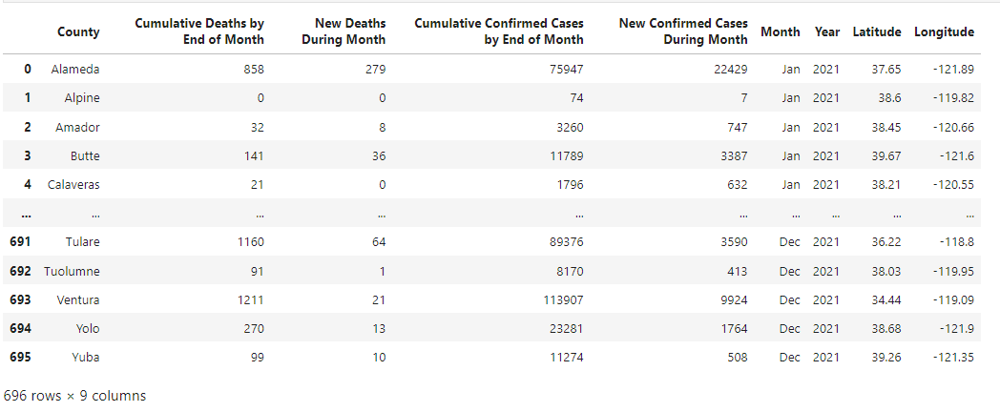 County Cumulative Deaths by End of Month New Deaths During Month Cumulative Confirmed Cases by End of Month New Confirmed Cases During Month Month Year Latitude Longitude
0 Alameda 858 279 75947 22429 Jan 2021 37.65 -121.89
1 Alpine 0 0 74 7 Jan 2021 38.6 -119.82
2 Amador 32 8 3260 747 Jan 2021 38.45 -120.66
3 Butte 141 36 11789 3387 Jan 2021 39.67 -121.6
4 Calaveras 21 0 1796 632 Jan 2021 38.21 -120.55
... ... ... ... ... ... ... ... ... ...
691 Tulare 1160 64 89376 3590 Dec 2021 36.22 -118.8
692 Tuolumne 91 1 8170 413 Dec 2021 38.03 -119.95
693 Ventura 1211 21 113907 9924 Dec 2021 34.44 -119.09
694 Yolo 270 13 23281 1764 Dec 2021 38.68 -121.9
695 Yuba 99 10 11274 508 Dec 2021 39.26 -121.35
696 rows × 9 columns